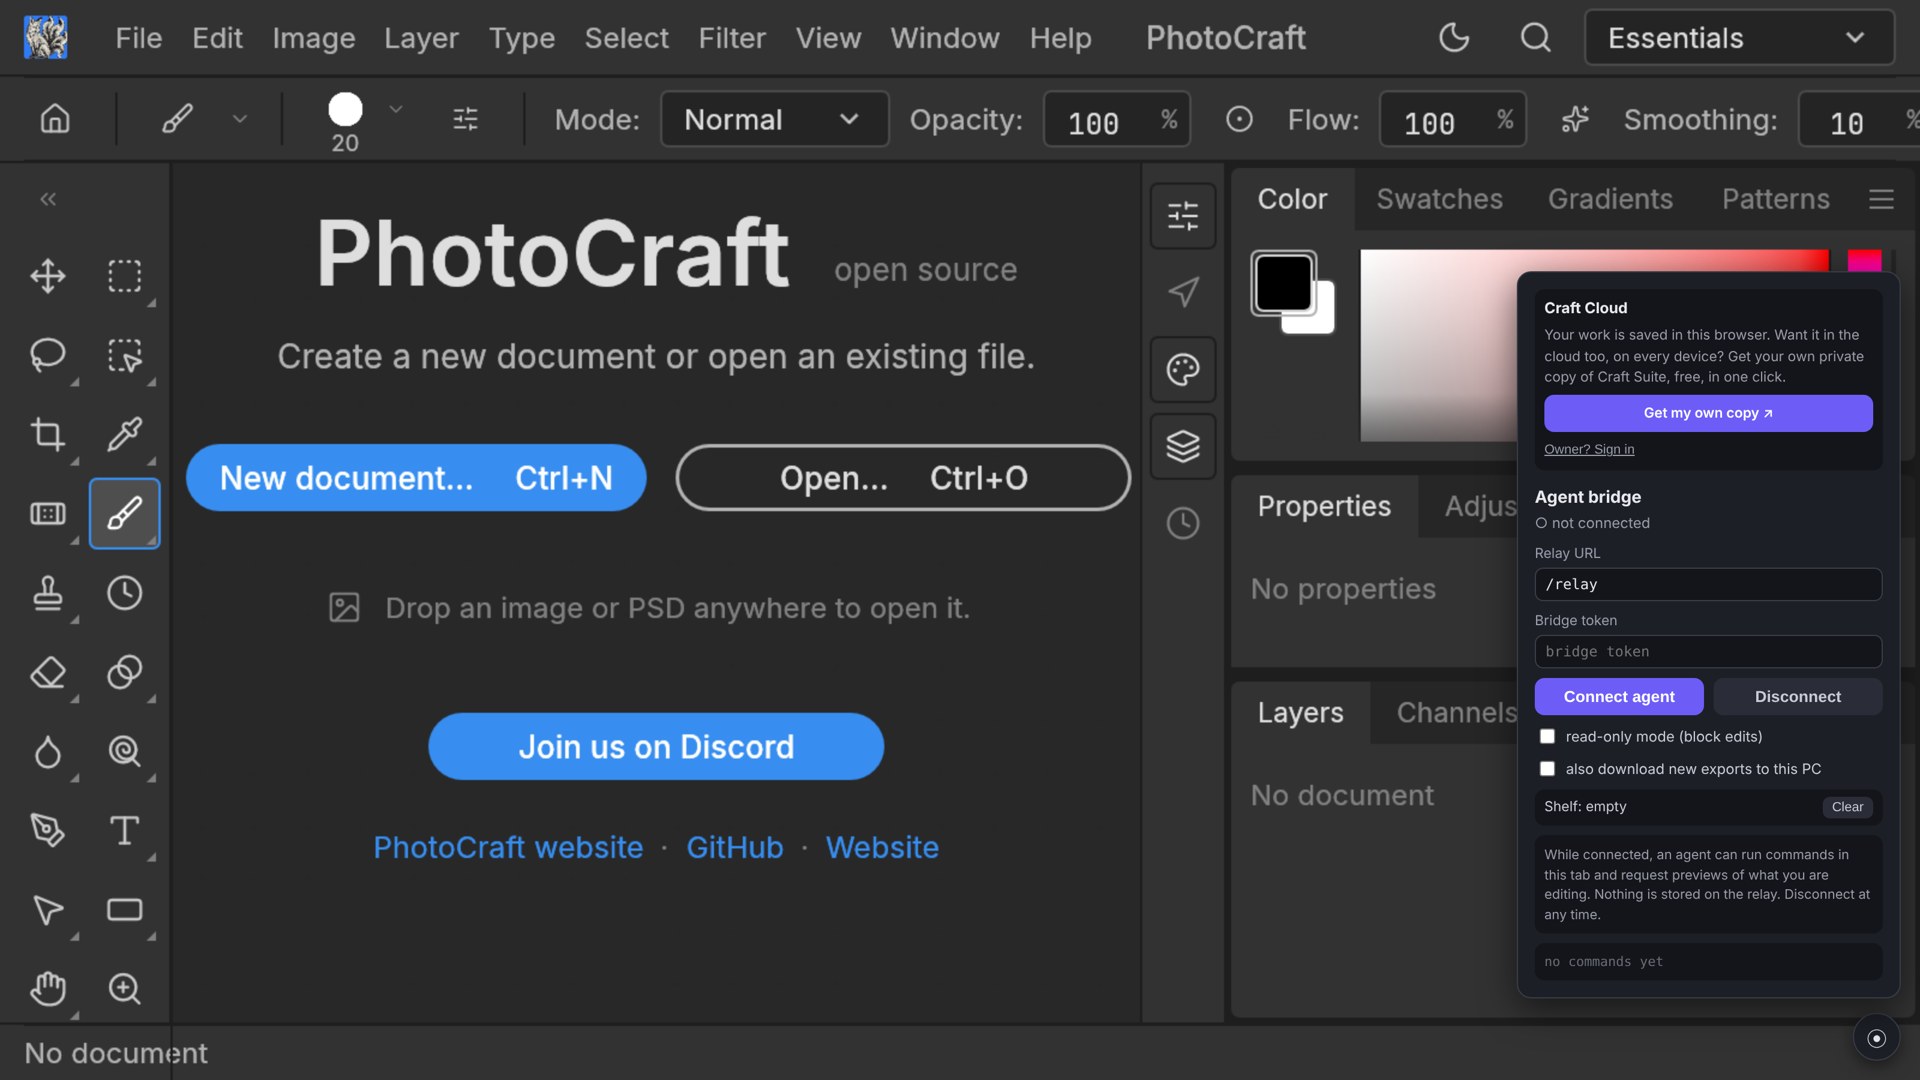 File Edit Image Layer Type Select Filter View Window Help PhotoCraft Essentials
20 Mode: Normal Opacity: 100 % Flow: 100 % Smoothing: 10 %
PhotoCraft open source
Create a new document or open an existing file.
New document... Ctrl+N Open... Ctrl+O
Drop an image or PSD anywhere to open it.
Join us on Discord
PhotoCraft website · GitHub · Website
Color Swatches Gradients Patterns
Properties Adjus
No properties
Layers Channels
No document
Craft Cloud
Your work is saved in this browser. Want it in the
cloud too, on every device? Get your own private
copy of Craft Suite, free, in one click.
Get my own copy ↗
Owner? Sign in
Agent bridge
○ not connected
Relay URL
/relay
Bridge token
bridge token
Connect agent Disconnect
read-only mode (block edits)
also download new exports to this PC
Shelf: empty Clear
While connected, an agent can run commands in
this tab and request previews of what you are
editing. Nothing is stored on the relay. Disconnect at
any time.
no commands yet
No document